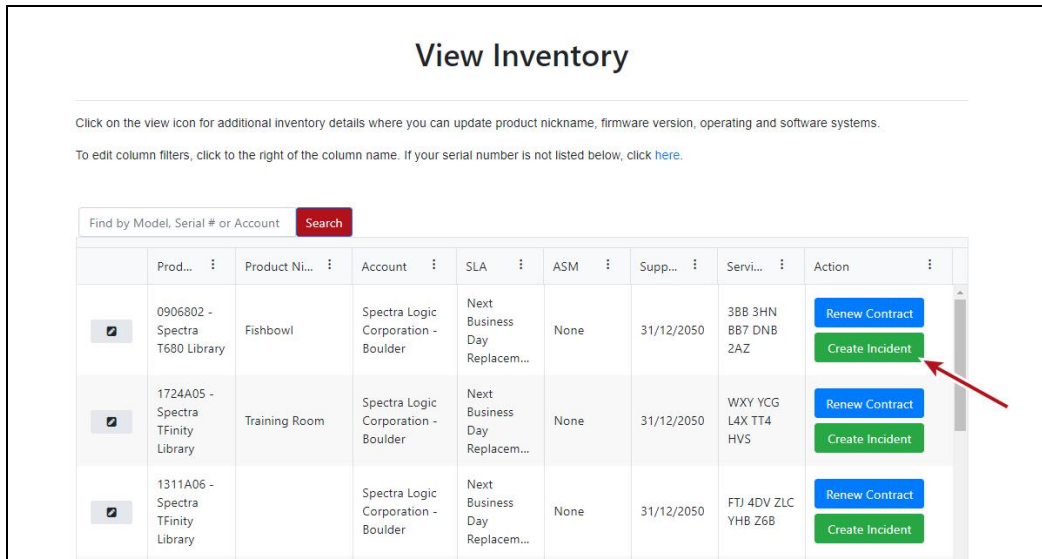 View Inventory
Click on the view icon for additional inventory details where you can update product nickname, firmware version, operating and software systems.
To edit column filters, click to the right of the column name. If your serial number is not listed below, click here.
Find by Model, Serial # or Account
Search
Prod...
Product Ni...
Account
SLA
ASM
Supp...
Servi...
Action
0906802 -
Spectra
T680 Library
Fishbowl
Spectra Logic
Corporation -
Boulder
Next
Business
Day
Replacem...
None
31/12/2050
3BB 3HN
BB7 DNB
2AZ
Renew Contract
Create Incident
1724A05 -
Spectra
TFinity
Library
Training Room
Spectra Logic
Corporation -
Boulder
Next
Business
Day
Replacem...
None
31/12/2050
WXY YCG
L4X TT4
HVS
Renew Contract
Create Incident
1311A06 -
Spectra
TFinity
Library
Spectra Logic
Corporation -
Boulder
Next
Business
Day
Replacem...
None
31/12/2050
FTJ 4DV ZLC
YHB Z6B
Renew Contract
Create Incident